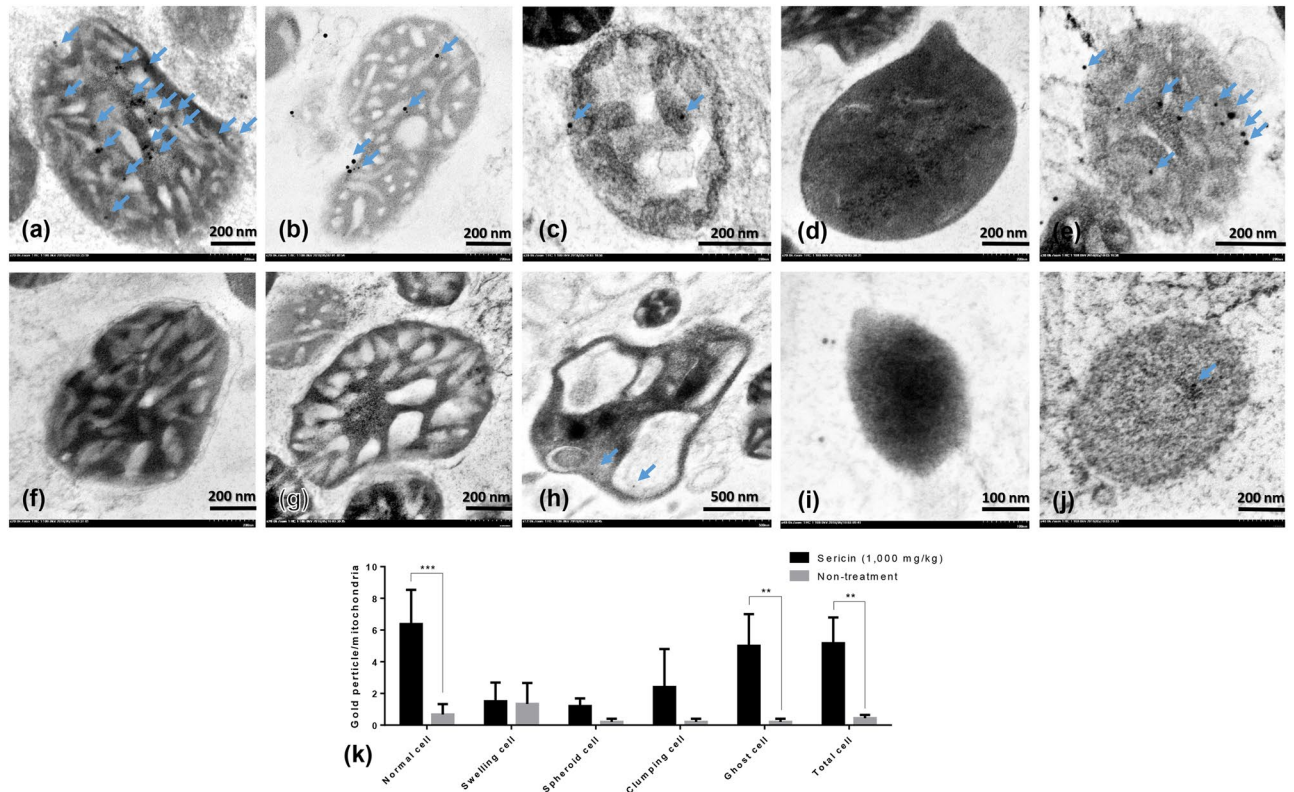 (a)
200 nm
(b)
200 nm
(c)
200 nm
(d)
200 nm
(e)
200 nm
(f)
200 nm
(g)
200 nm
(h)
500 nm
(i)
100 nm
(j)
200 nm
Sericin (1,000 mg/kg)
Non-treatment
Gold perticle/mitochondria
10
8
6
4
2
0
***
**
**
(k)
Normal cell
Swelling cell
Spheroid cell
Clumping cell
Ghost cell
Total cell